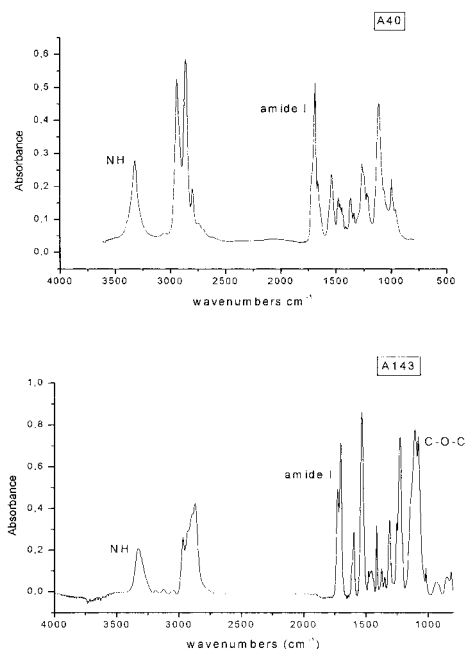 A40
0,6
0,5
0,4
0,3
0,2
0,1
0,0
Absorbance
NH
amide I
4000 3500 3000 2500 2000 1500 1000 500
wavenumbers cm⁻¹
A143
1,0
0,8
0,6
0,4
0,2
0,0
Absorbance
NH
amide I
C-O-C
4000 3500 3000 2500 2000 1500 1000
wavenumbers (cm⁻¹)